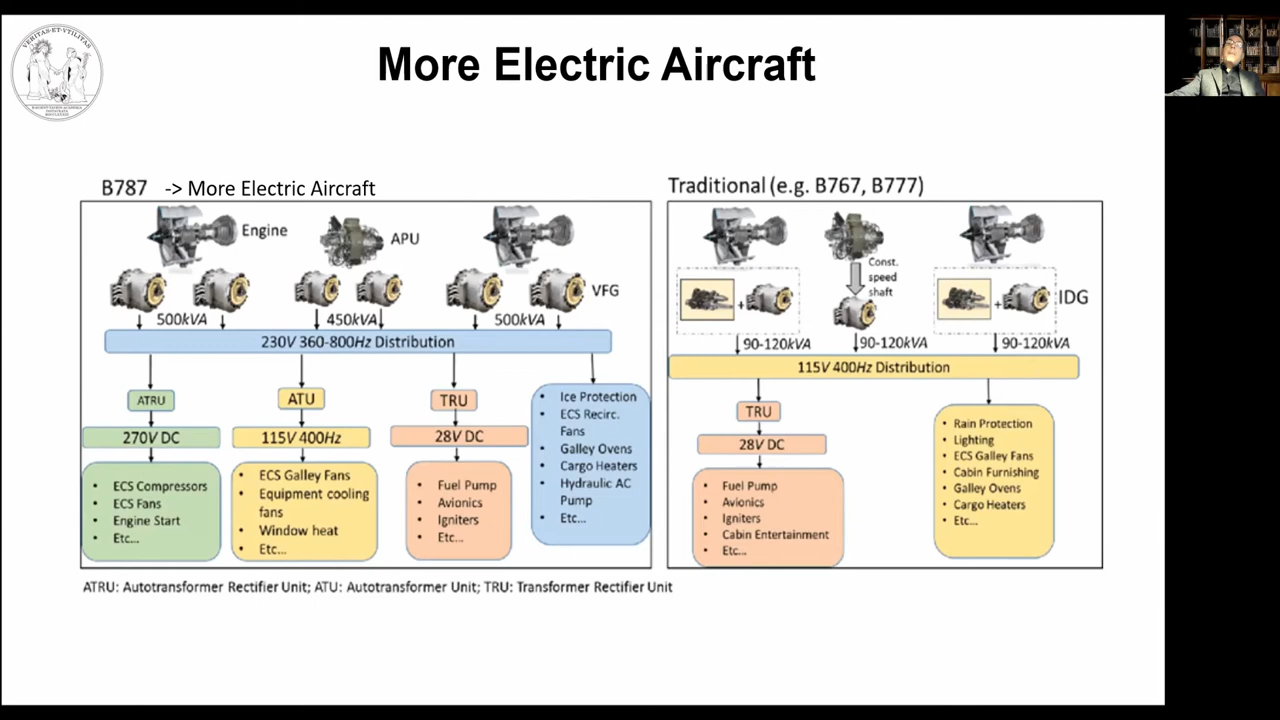 VERITAS·ET·VTILITAS
More Electric Aircraft
B787 -> More Electric Aircraft
Engine
APU
VFG
500kVA
450kVA
500kVA
230V 360-800Hz Distribution
ATRU
270V DC
• ECS Compressors
• ECS Fans
• Engine Start
• Etc...
ATU
115V 400Hz
• ECS Galley Fans
• Equipment cooling
fans
• Window heat
• Etc...
TRU
28V DC
• Fuel Pump
• Avionics
• Igniters
• Etc...
• Ice Protection
• ECS Recirc.
Fans
• Galley Ovens
• Cargo Heaters
• Hydraulic AC
Pump
• Etc...
Traditional (e.g. B767, B777)
Const.
speed
shaft
+
+
IDG
90-120kVA
90-120kVA
90-120kVA
115V 400Hz Distribution
TRU
28V DC
• Fuel Pump
• Avionics
• Igniters
• Cabin Entertainment
• Etc...
• Rain Protection
• Lighting
• ECS Galley Fans
• Cabin Furnishing
• Galley Ovens
• Cargo Heaters
• Etc...
ATRU: Autotransformer Rectifier Unit; ATU: Autotransformer Unit; TRU: Transformer Rectifier Unit